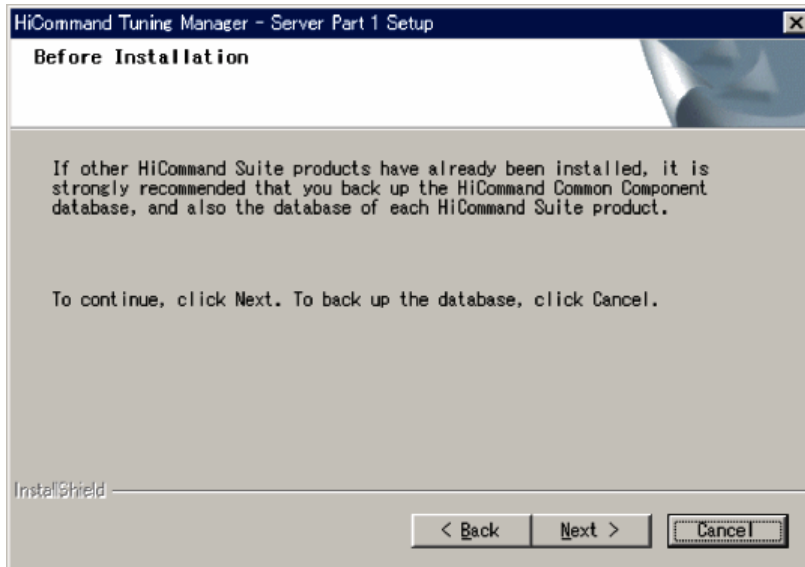 HiCommand Tuning Manager - Server Part 1 Setup
Before Installation
If other HiCommand Suite products have already been installed, it is
strongly recommended that you back up the HiCommand Common Component
database, and also the database of each HiCommand Suite product.
To continue, click Next. To back up the database, click Cancel.
InstallShield
< Back Next > Cancel